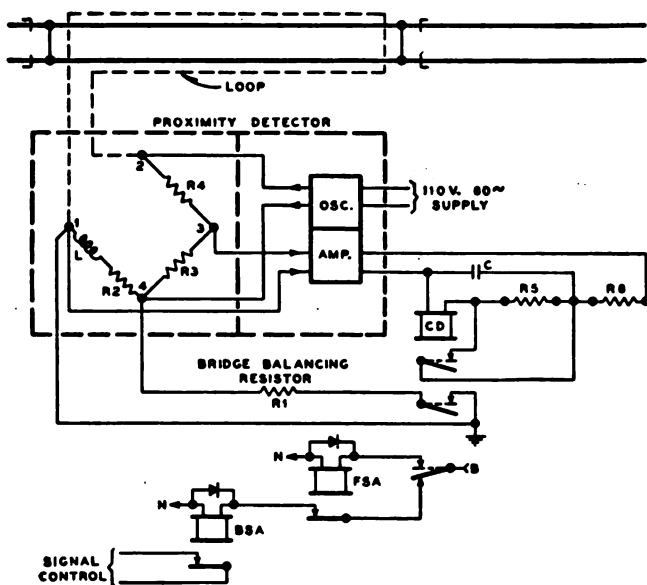 LOOP
PROXIMITY DETECTOR
2
R4
OSC.
110V. 60~
SUPPLY
1
3
L
R2
R3
4
AMP.
C
R5
R6
CD
BRIDGE BALANCING
RESISTOR
R1
N
FSA
B
N
BSA
SIGNAL
CONTROL